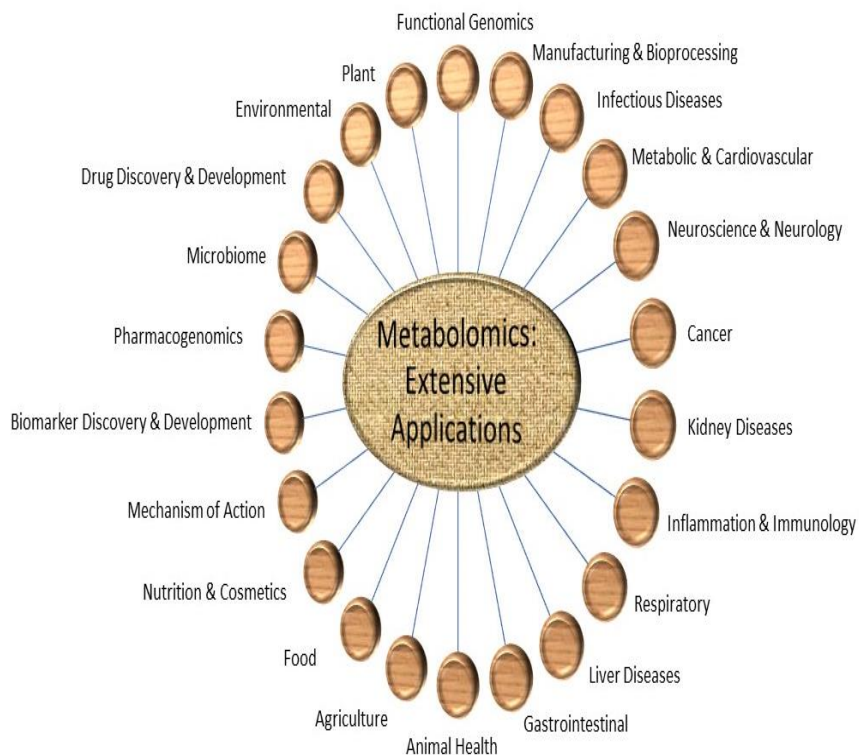 Functional Genomics
Manufacturing & Bioprocessing
Plant
Infectious Diseases
Environmental
Metabolic & Cardiovascular
Drug Discovery & Development
Neuroscience & Neurology
Microbiome
Metabolomics:
Extensive
Applications
Pharmacogenomics
Cancer
Biomarker Discovery & Development
Kidney Diseases
Mechanism of Action
Inflammation & Immunology
Nutrition & Cosmetics
Respiratory
Food
Liver Diseases
Agriculture
Gastrointestinal
Animal Health